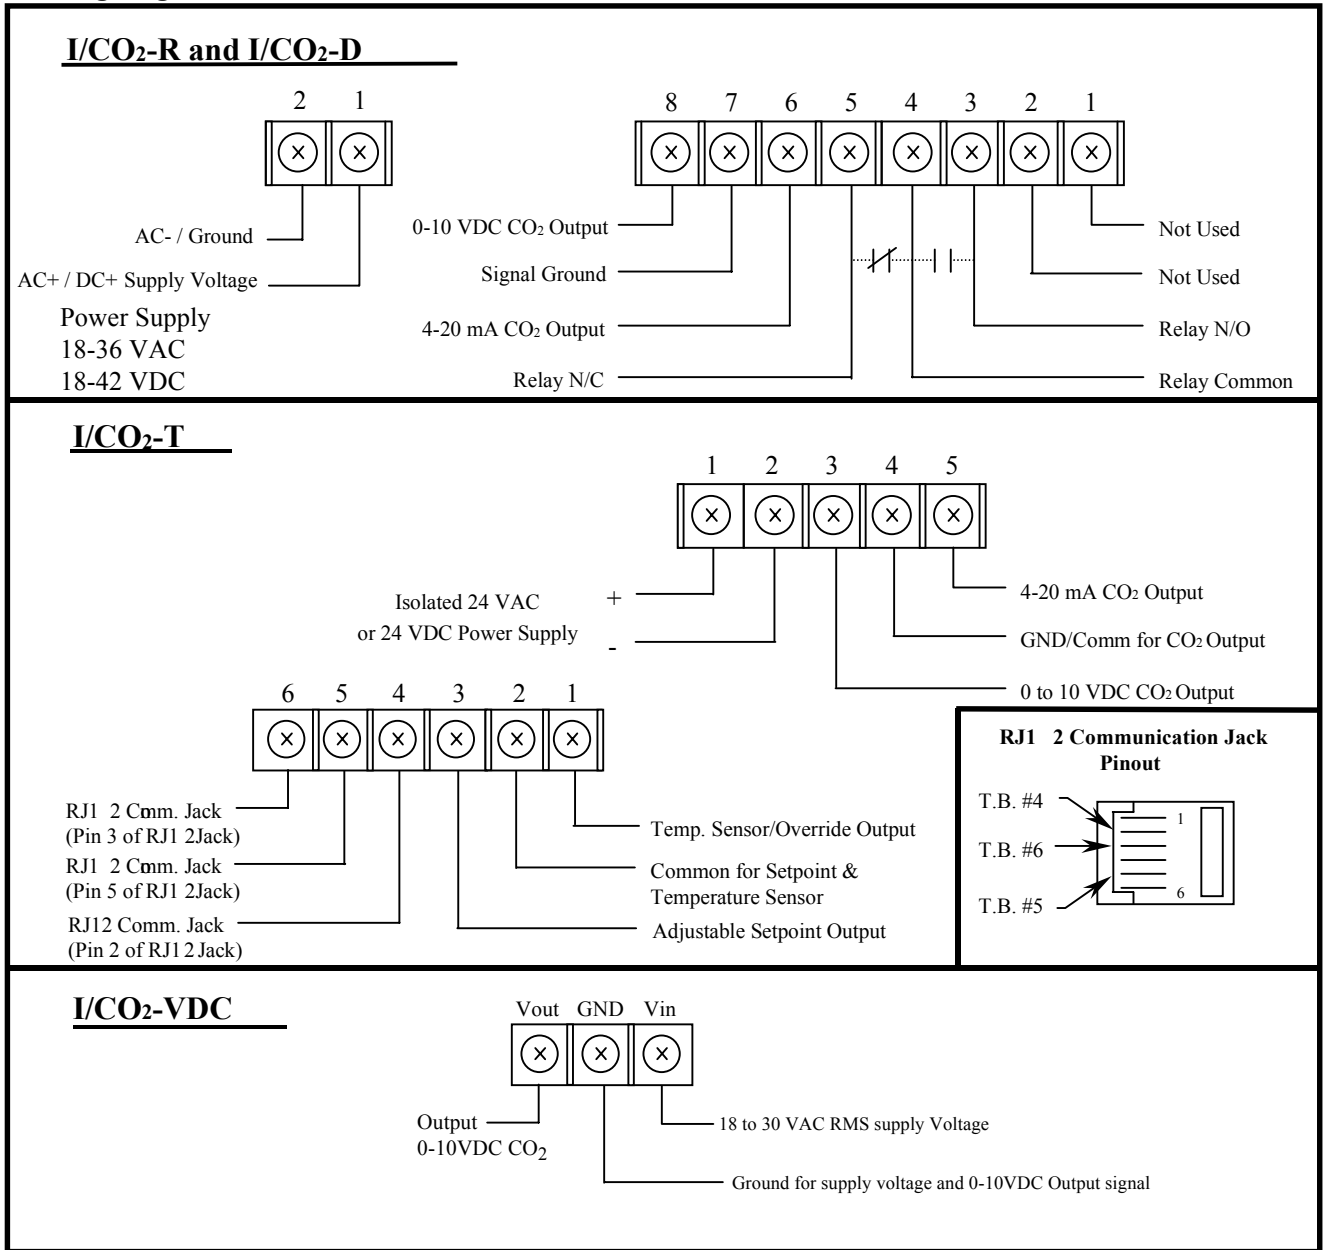 I/CO2-R and I/CO2-D
2 1
8 7 6 5 4 3 2 1
AC- / Ground
AC+ / DC+ Supply Voltage
Power Supply
18-36 VAC
18-42 VDC
0-10 VDC CO2 Output
Signal Ground
4-20 mA CO2 Output
Relay N/C
Not Used
Not Used
Relay N/O
Relay Common
I/CO2-T
1 2 3 4 5
Isolated 24 VAC +
or 24 VDC Power Supply -
4-20 mA CO2 Output
GND/Comm for CO2 Output
0 to 10 VDC CO2 Output
6 5 4 3 2 1
RJ1 2 Comm. Jack
(Pin 3 of RJ1 2Jack)
RJ1 2 Comm. Jack
(Pin 5 of RJ1 2Jack)
RJ12 Comm. Jack
(Pin 2 of RJ12 Jack)
Temp. Sensor/Override Output
Common for Setpoint &
Temperature Sensor
Adjustable Setpoint Output
RJ1 2 Communication Jack
Pinout
T.B. #4
T.B. #6
T.B. #5
1
6
I/CO2-VDC
Vout GND Vin
Output
0-10VDC CO2
18 to 30 VAC RMS supply Voltage
Ground for supply voltage and 0-10VDC Output signal